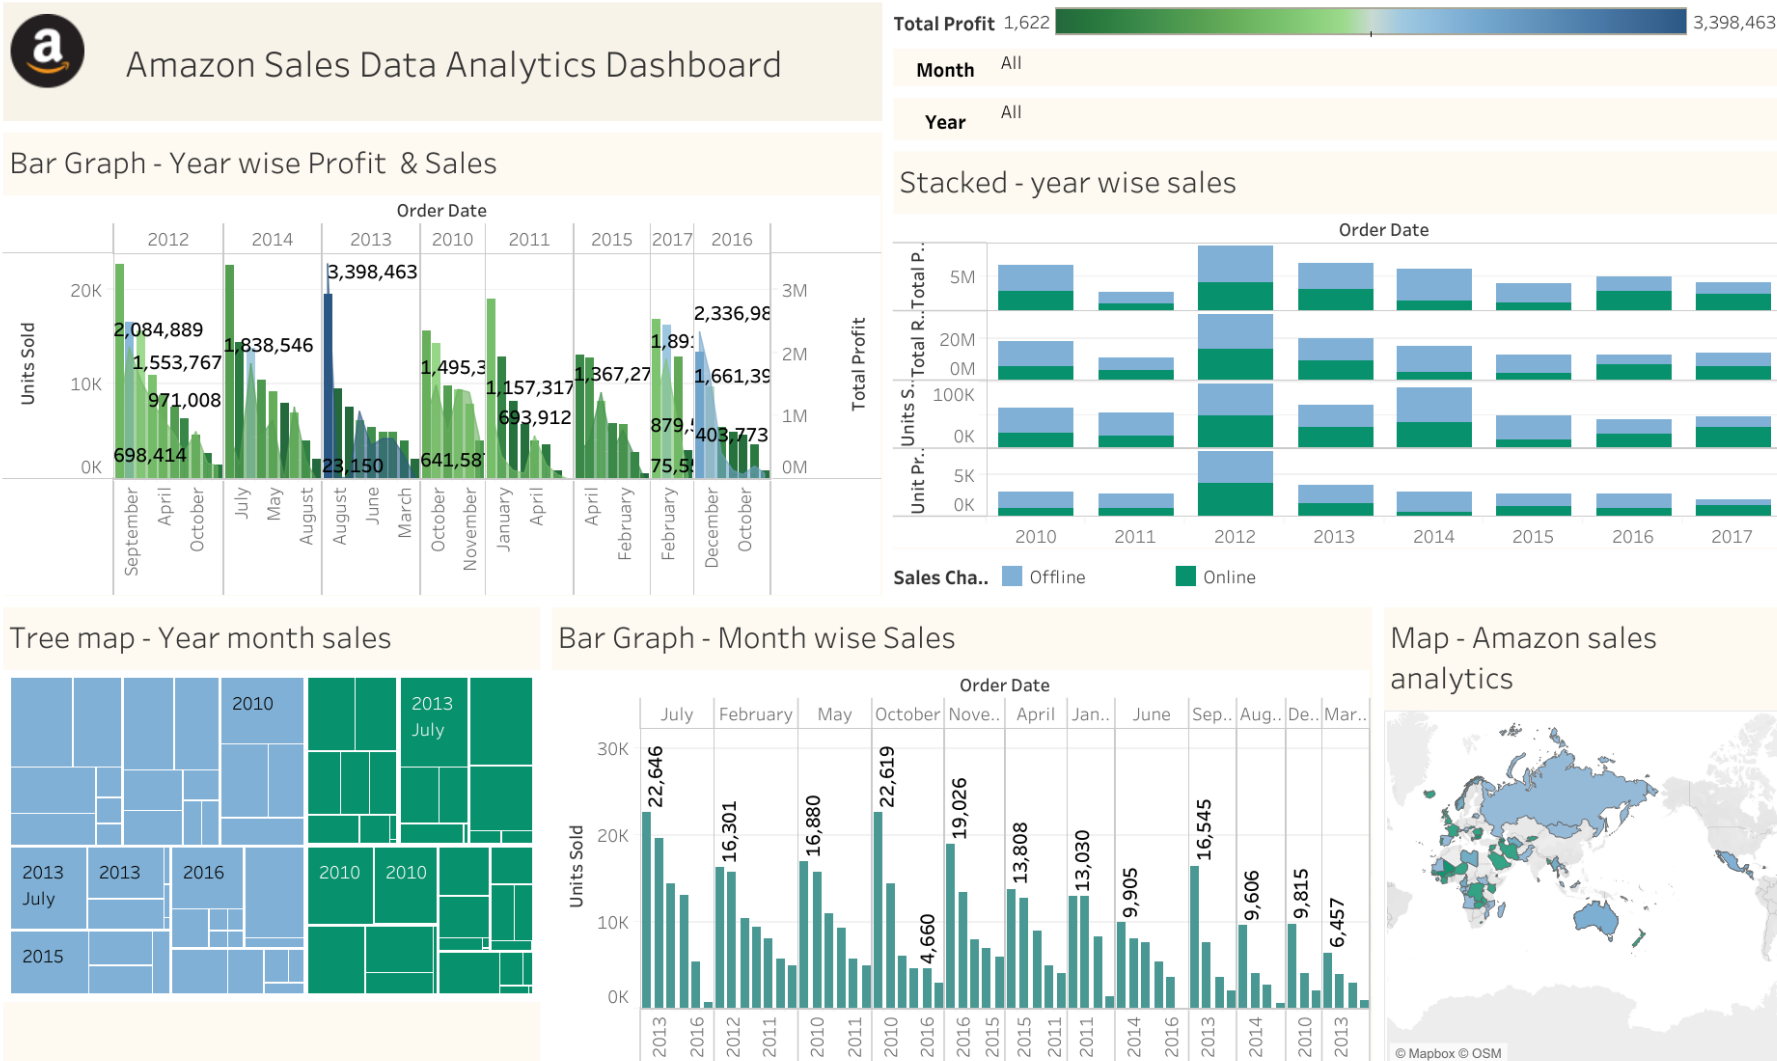 a
Amazon Sales Data Analytics Dashboard
Total Profit 1,622 3,398,463
Month All
Year All
Bar Graph - Year wise Profit & Sales
Order Date
2012 2014 2013 2010 2011 2015 2017 2016
Units Sold
20K
10K
0K
3M
2M
1M
0M
Total Profit
3,398,463
2,336,98
2,084,889
1,838,546
1,891
1,553,767
1,495,3
1,367,27
1,661,39
1,157,317
971,008
693,912
879,5
403,773
698,414
23,150
641,58
75,5
September April October July May August August June March October November January April April February February December October
Stacked - year wise sales
Order Date
Total P..
5M
Total R..
20M
0M
Units S..
100K
0K
Unit Pr..
5K
0K
2010 2011 2012 2013 2014 2015 2016 2017
Sales Cha.. Offline Online
Tree map - Year month sales
2010
2013
July
2013
July
2013
2016
2010
2010
2015
Bar Graph - Month wise Sales
Order Date
July February May October Nove.. April Jan.. June Sep.. Aug.. De.. Mar..
Units Sold
30K
20K
10K
0K
22,646
16,301
16,880
22,619
4,660
19,026
13,808
13,030
9,905
16,545
9,606
9,815
6,457
2013 2016 2012 2011 2010 2011 2010 2016 2016 2015 2015 2011 2011 2014 2016 2013 2014 2010 2013
Map - Amazon sales
analytics
© Mapbox © OSM